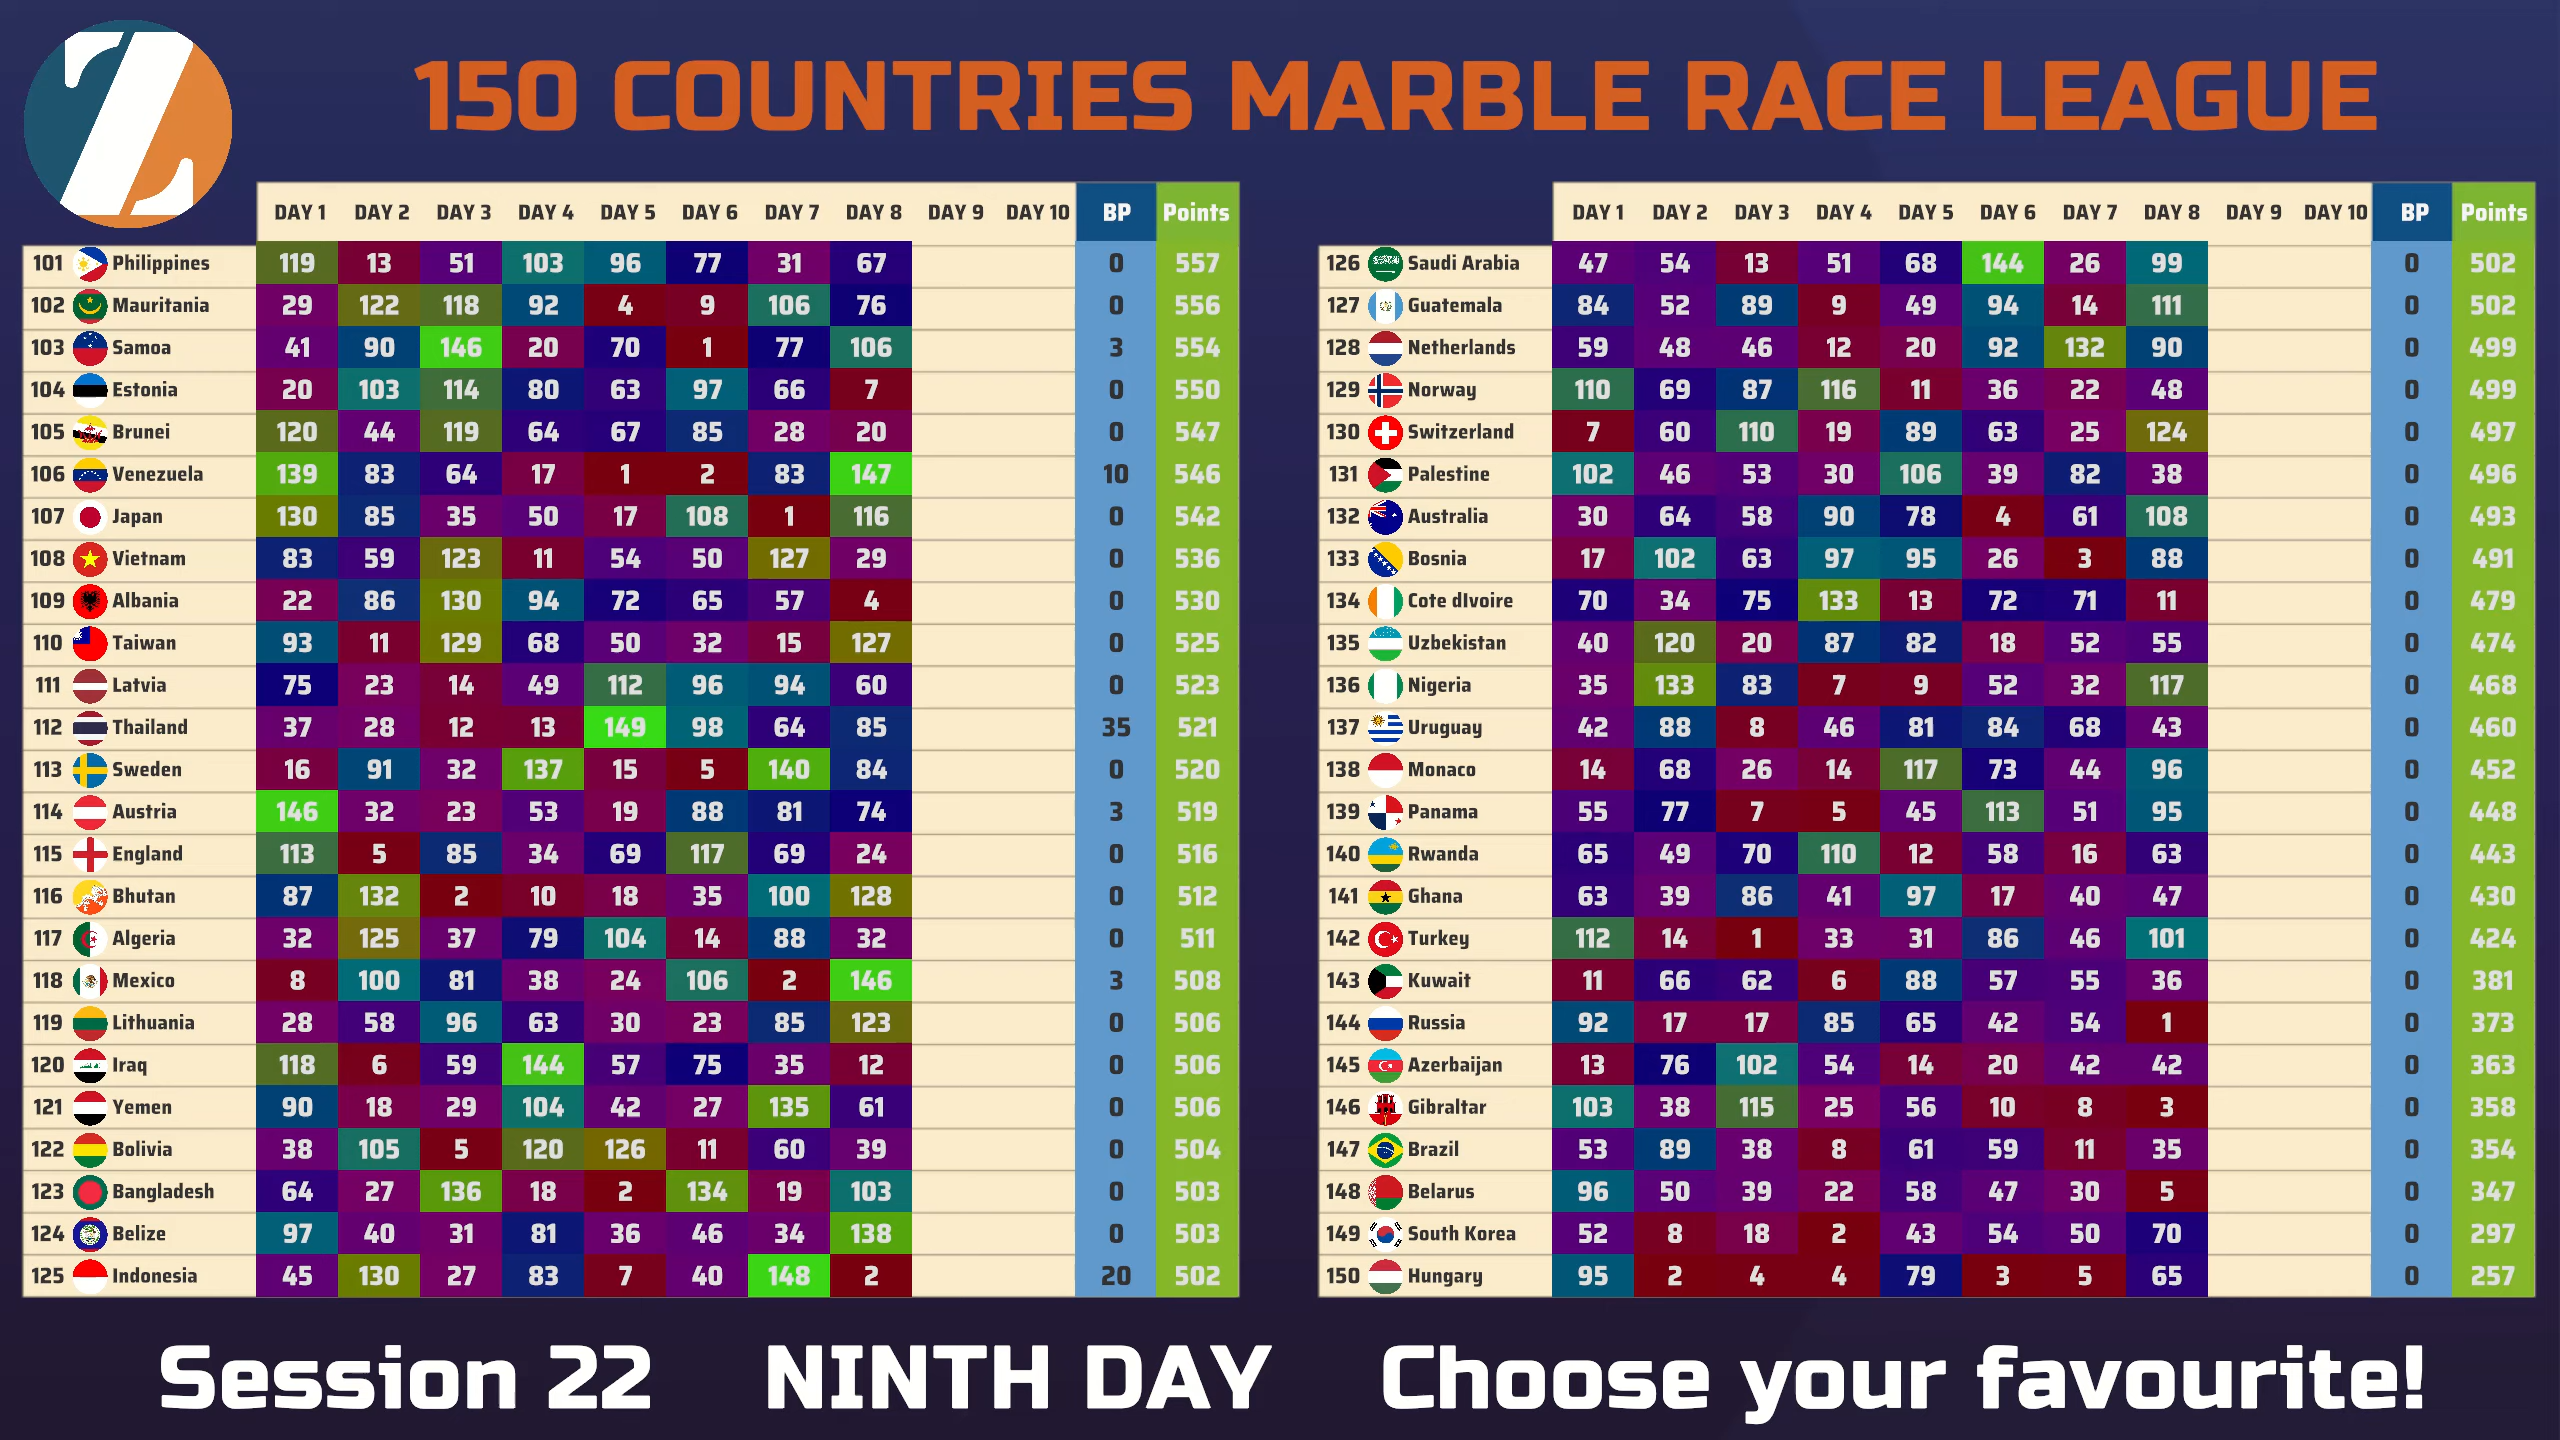 Z
150 COUNTRIES MARBLE RACE LEAGUE
DAY 1 DAY 2 DAY 3 DAY 4 DAY 5 DAY 6 DAY 7 DAY 8 DAY 9 DAY 10 BP Points
101 Philippines 119 13 51 103 96 77 31 67 0 557
102 Mauritania 29 122 118 92 4 9 106 76 0 556
103 Samoa 41 90 146 20 70 1 77 106 3 554
104 Estonia 20 103 114 80 63 97 66 7 0 550
105 Brunei 120 44 119 64 67 85 28 20 0 547
106 Venezuela 139 83 64 17 1 2 83 147 10 546
107 Japan 130 85 35 50 17 108 1 116 0 542
108 Vietnam 83 59 123 11 54 50 127 29 0 536
109 Albania 22 86 130 94 72 65 57 4 0 530
110 Taiwan 93 11 129 68 50 32 15 127 0 525
111 Latvia 75 23 14 49 112 96 94 60 0 523
112 Thailand 37 28 12 13 149 98 64 85 35 521
113 Sweden 16 91 32 137 15 5 140 84 0 520
114 Austria 146 32 23 53 19 88 81 74 3 519
115 England 113 5 85 34 69 117 69 24 0 516
116 Bhutan 87 132 2 10 18 35 100 128 0 512
117 Algeria 32 125 37 79 104 14 88 32 0 511
118 Mexico 8 100 81 38 24 106 2 146 3 508
119 Lithuania 28 58 96 63 30 23 85 123 0 506
120 Iraq 118 6 59 144 57 75 35 12 0 506
121 Yemen 90 18 29 104 42 27 135 61 0 506
122 Bolivia 38 105 5 120 126 11 60 39 0 504
123 Bangladesh 64 27 136 18 2 134 19 103 0 503
124 Belize 97 40 31 81 36 46 34 138 0 503
125 Indonesia 45 130 27 83 7 40 148 2 20 502
DAY 1 DAY 2 DAY 3 DAY 4 DAY 5 DAY 6 DAY 7 DAY 8 DAY 9 DAY 10 BP Points
126 Saudi Arabia 47 54 13 51 68 144 26 99 0 502
127 Guatemala 84 52 89 9 49 94 14 111 0 502
128 Netherlands 59 48 46 12 20 92 132 90 0 499
129 Norway 110 69 87 116 11 36 22 48 0 499
130 Switzerland 7 60 110 19 89 63 25 124 0 497
131 Palestine 102 46 53 30 106 39 82 38 0 496
132 Australia 30 64 58 90 78 4 61 108 0 493
133 Bosnia 17 102 63 97 95 26 3 88 0 491
134 Cote dIvoire 70 34 75 133 13 72 71 11 0 479
135 Uzbekistan 40 120 20 87 82 18 52 55 0 474
136 Nigeria 35 133 83 7 9 52 32 117 0 468
137 Uruguay 42 88 8 46 81 84 68 43 0 460
138 Monaco 14 68 26 14 117 73 44 96 0 452
139 Panama 55 77 7 5 45 113 51 95 0 448
140 Rwanda 65 49 70 110 12 58 16 63 0 443
141 Ghana 63 39 86 41 97 17 40 47 0 430
142 Turkey 112 14 1 33 31 86 46 101 0 424
143 Kuwait 11 66 62 6 88 57 55 36 0 381
144 Russia 92 17 17 85 65 42 54 1 0 373
145 Azerbaijan 13 76 102 54 14 20 42 42 0 363
146 Gibraltar 103 38 115 25 56 10 8 3 0 358
147 Brazil 53 89 38 8 61 59 11 35 0 354
148 Belarus 96 50 39 22 58 47 30 5 0 347
149 South Korea 52 8 18 2 43 54 50 70 0 297
150 Hungary 95 2 4 4 79 3 5 65 0 257
Session 22 NINTH DAY Choose your favourite!